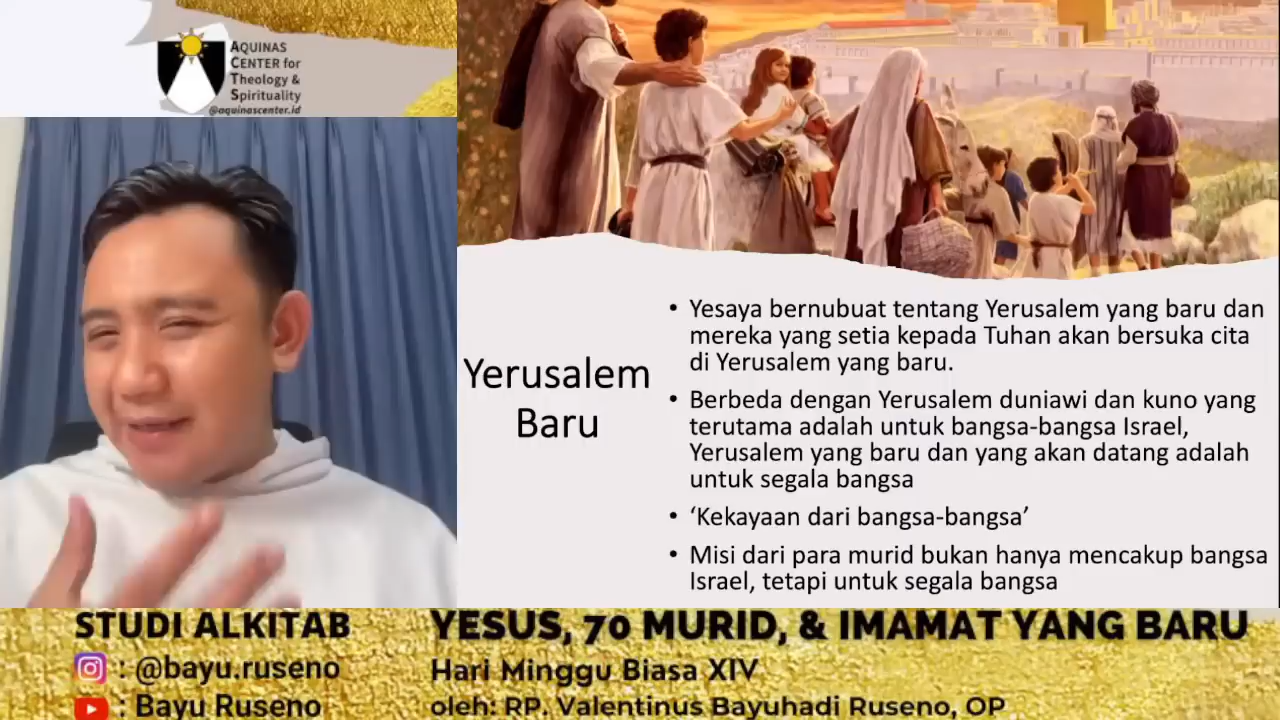 AQUINAS
CENTER for
Theology &
Spirituality
@aquinascenter.id
Yerusalem
Baru
• Yesaya bernubuat tentang Yerusalem yang baru dan
mereka yang setia kepada Tuhan akan bersuka cita
di Yerusalem yang baru.
• Berbeda dengan Yerusalem duniawi dan kuno yang
terutama adalah untuk bangsa-bangsa Israel,
Yerusalem yang baru dan yang akan datang adalah
untuk segala bangsa
• ‘Kekayaan dari bangsa-bangsa’
• Misi dari para murid bukan hanya mencakup bangsa
Israel, tetapi untuk segala bangsa
STUDI ALKITAB
: @bayu.ruseno
: Bayu Ruseno
YESUS, 70 MURID, & IMAMAT YANG BARU
Hari Minggu Biasa XIV
oleh: RP. Valentinus Bayuhadi Ruseno, OP